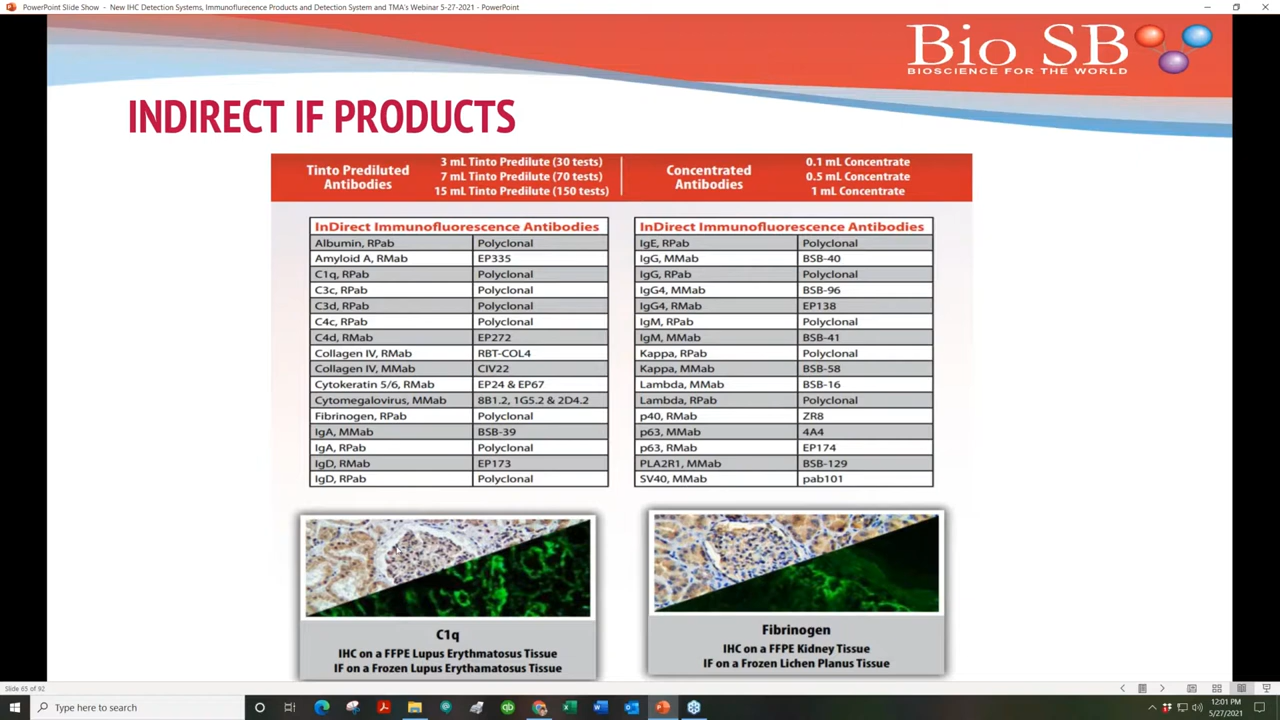 PowerPoint Slide Show - New IHC Detection Systems, Immunoflurecence Products and Detection System and TMA's Webinar 5-27-2021 - PowerPoint
Bio SB
BIOSCIENCE FOR THE WORLD
INDIRECT IF PRODUCTS
Tinto Prediluted
Antibodies
3 mL Tinto Predilute (30 tests)
7 mL Tinto Predilute (70 tests)
15 mL Tinto Predilute (150 tests)
Concentrated
Antibodies
0.1 mL Concentrate
0.5 mL Concentrate
1 mL Concentrate
InDirect Immunofluorescence Antibodies
Albumin, RPab Polyclonal
Amyloid A, RMab EP335
C1q, RPab Polyclonal
C3c, RPab Polyclonal
C3d, RPab Polyclonal
C4c, RPab Polyclonal
C4d, RMab EP272
Collagen IV, RMab RBT-COL4
Collagen IV, MMab CIV22
Cytokeratin 5/6, RMab EP24 & EP67
Cytomegalovirus, MMab 8B1.2, 1G5.2 & 2D4.2
Fibrinogen, RPab Polyclonal
IgA, MMab BSB-39
IgA, RPab Polyclonal
IgD, RMab EP173
IgD, RPab Polyclonal
InDirect Immunofluorescence Antibodies
IgE, RPab Polyclonal
IgG, MMab BSB-40
IgG, RPab Polyclonal
IgG4, MMab BSB-96
IgG4, RMab EP138
IgM, RPab Polyclonal
IgM, MMab BSB-41
Kappa, RPab Polyclonal
Kappa, MMab BSB-58
Lambda, MMab BSB-16
Lambda, RPab Polyclonal
p40, RMab ZR8
p63, MMab 4A4
p63, RMab EP174
PLA2R1, MMab BSB-129
SV40, MMab pab101
C1q
IHC on a FFPE Lupus Erythmatosus Tissue
IF on a Frozen Lupus Erythamatosus Tissue
Fibrinogen
IHC on a FFPE Kidney Tissue
IF on a Frozen Lichen Planus Tissue
Slide 65 of 92
Type here to search
12:01 PM
5/27/2021